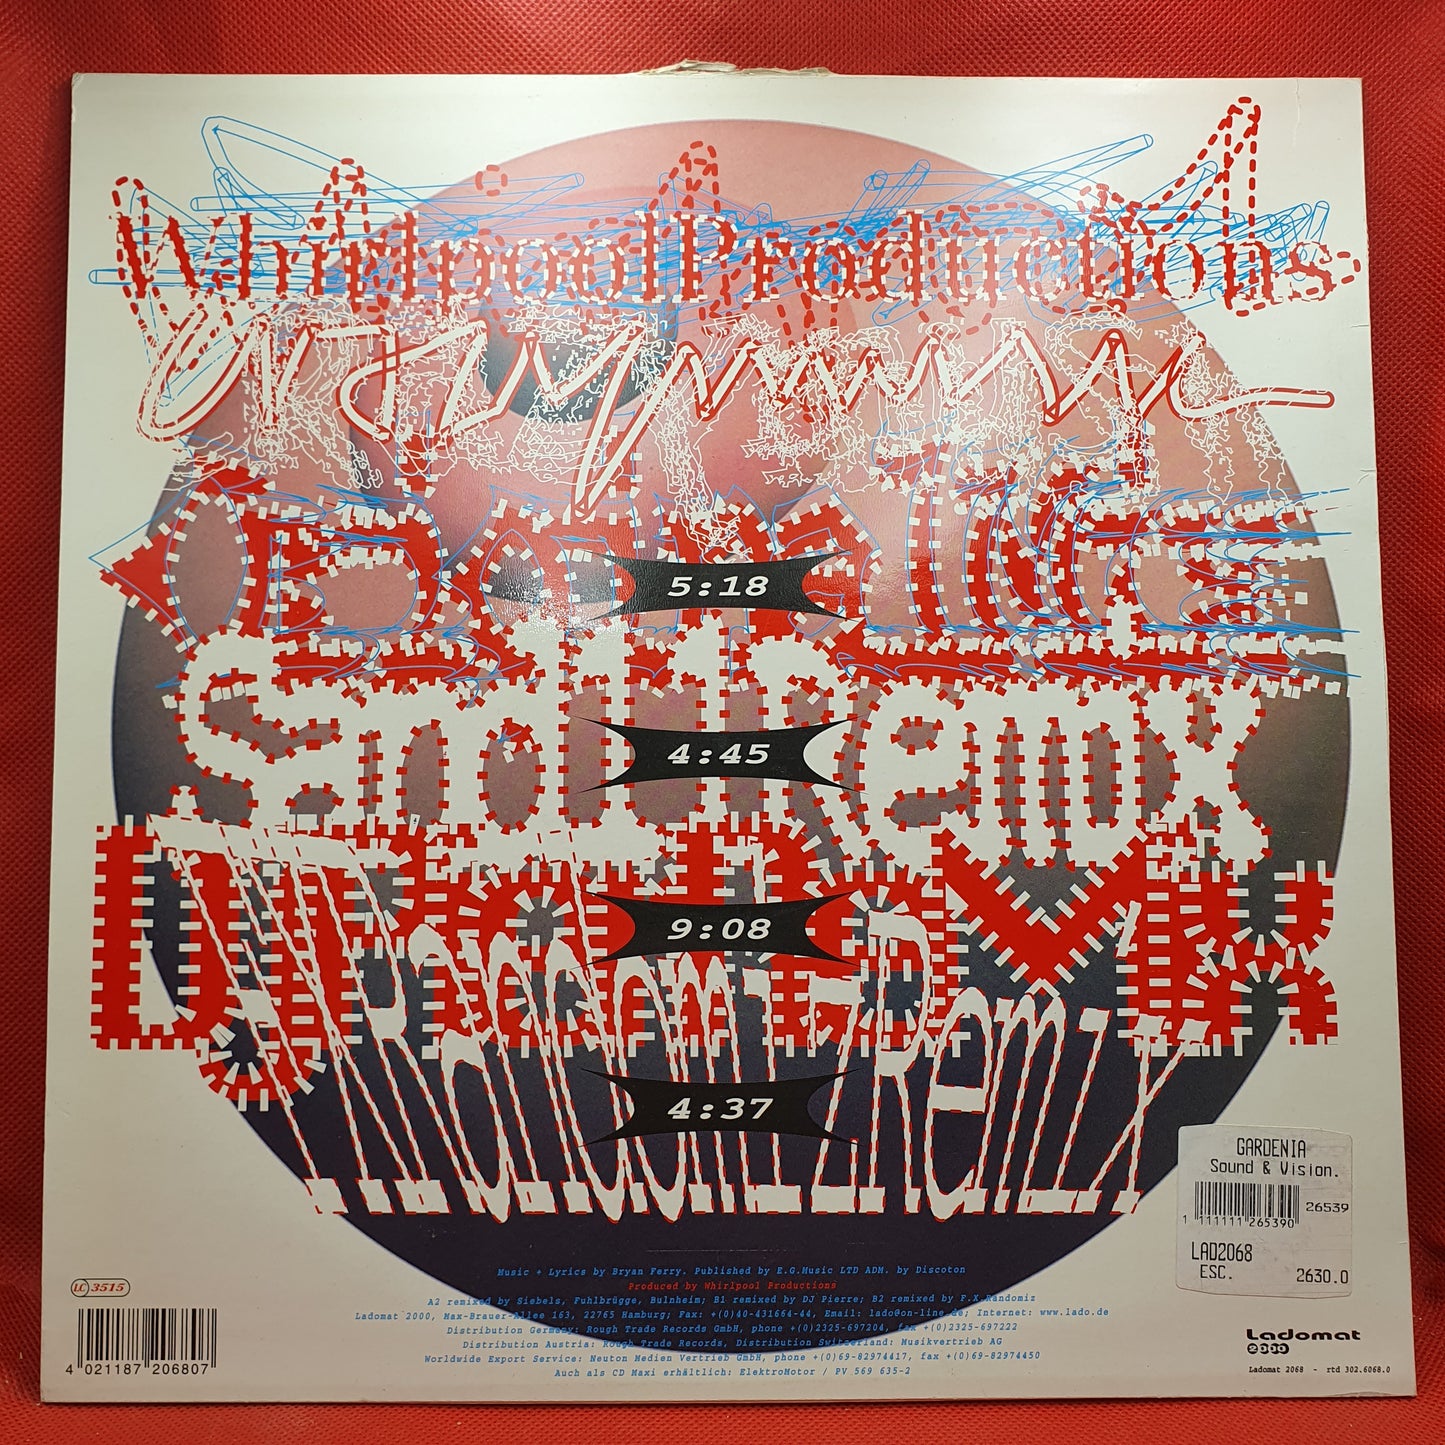 WhirlpoolProductions
5:18
Remix
4:45
9:08
F.X.RandomizRemix
4:37
GARDENIA
Sound & Vision.
26539
1 111111 265390
LAD2068
ESC. 2630.0
Music + Lyrics by Bryan Ferry. Published by E.G.Music LTD ADM. by Discoton
Produced by Whirlpool Productions
A2 remixed by Siebels, Fuhlbrügge, Bulnheim; B1 remixed by DJ Pierre; B2 remixed by F.X.Randomiz
Ladomat 2000, Max-Brauer-Allee 163, 22765 Hamburg; Fax: +(0)40-431664-44, Email: lado@on-line.de; Internet: www.lado.de
Distribution Germany: Rough Trade Records GmbH, phone +(0)2325-697204, fax +(0)2325-697222
Distribution Austria: Rough Trade Records, Distribution Switzerland: Musikvertrieb AG
Worldwide Export Service: Neuton Medien Vertrieb GmbH, phone +(0)69-82974417, fax +(0)69-82974450
Auch als CD Maxi erhältlich: ElektroMotor / PV 569 635-2
LC 3515
4 021187 206807
Ladomat
2000
Ladomat 2068 - rtd 302.6068.0